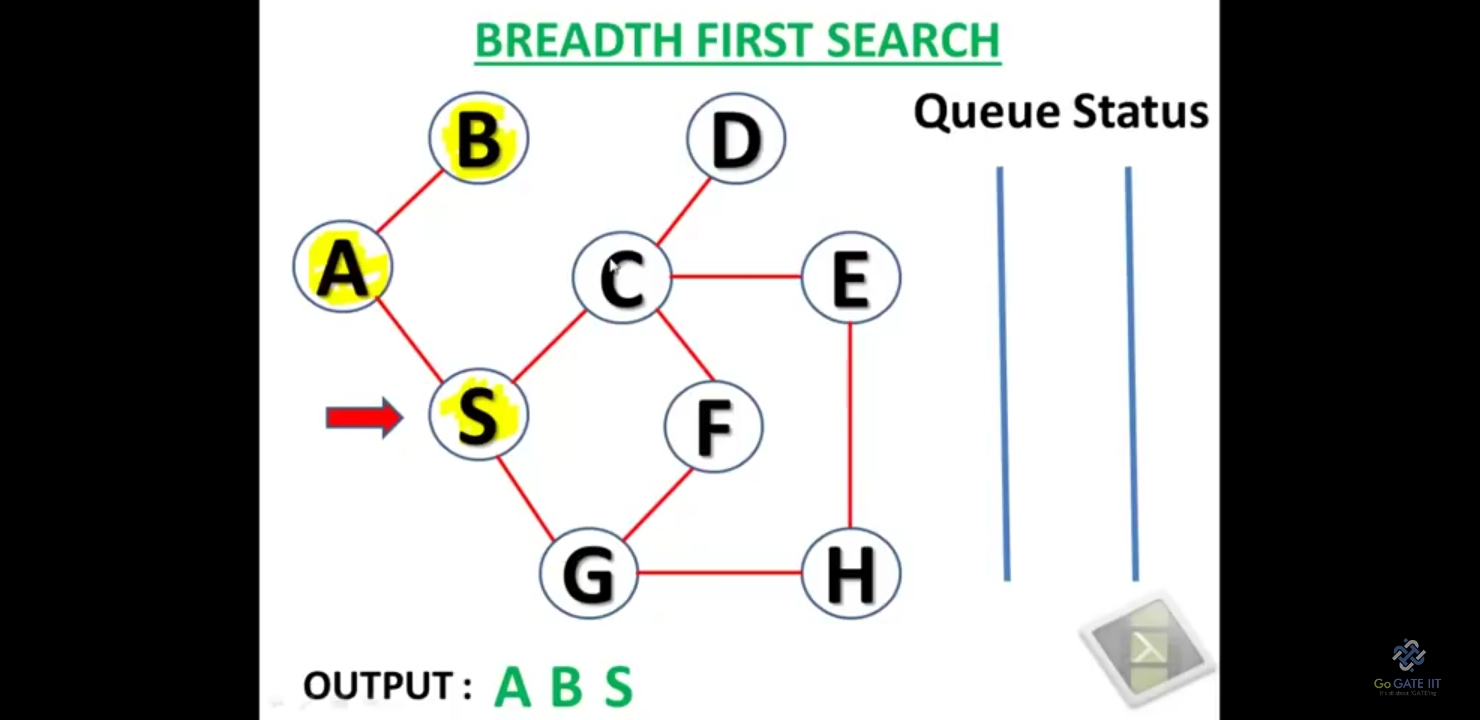 BREADTH FIRST SEARCH
Queue Status
B
D
A
C
E
S
F
G
H
OUTPUT : A B S
Go GATE IIT